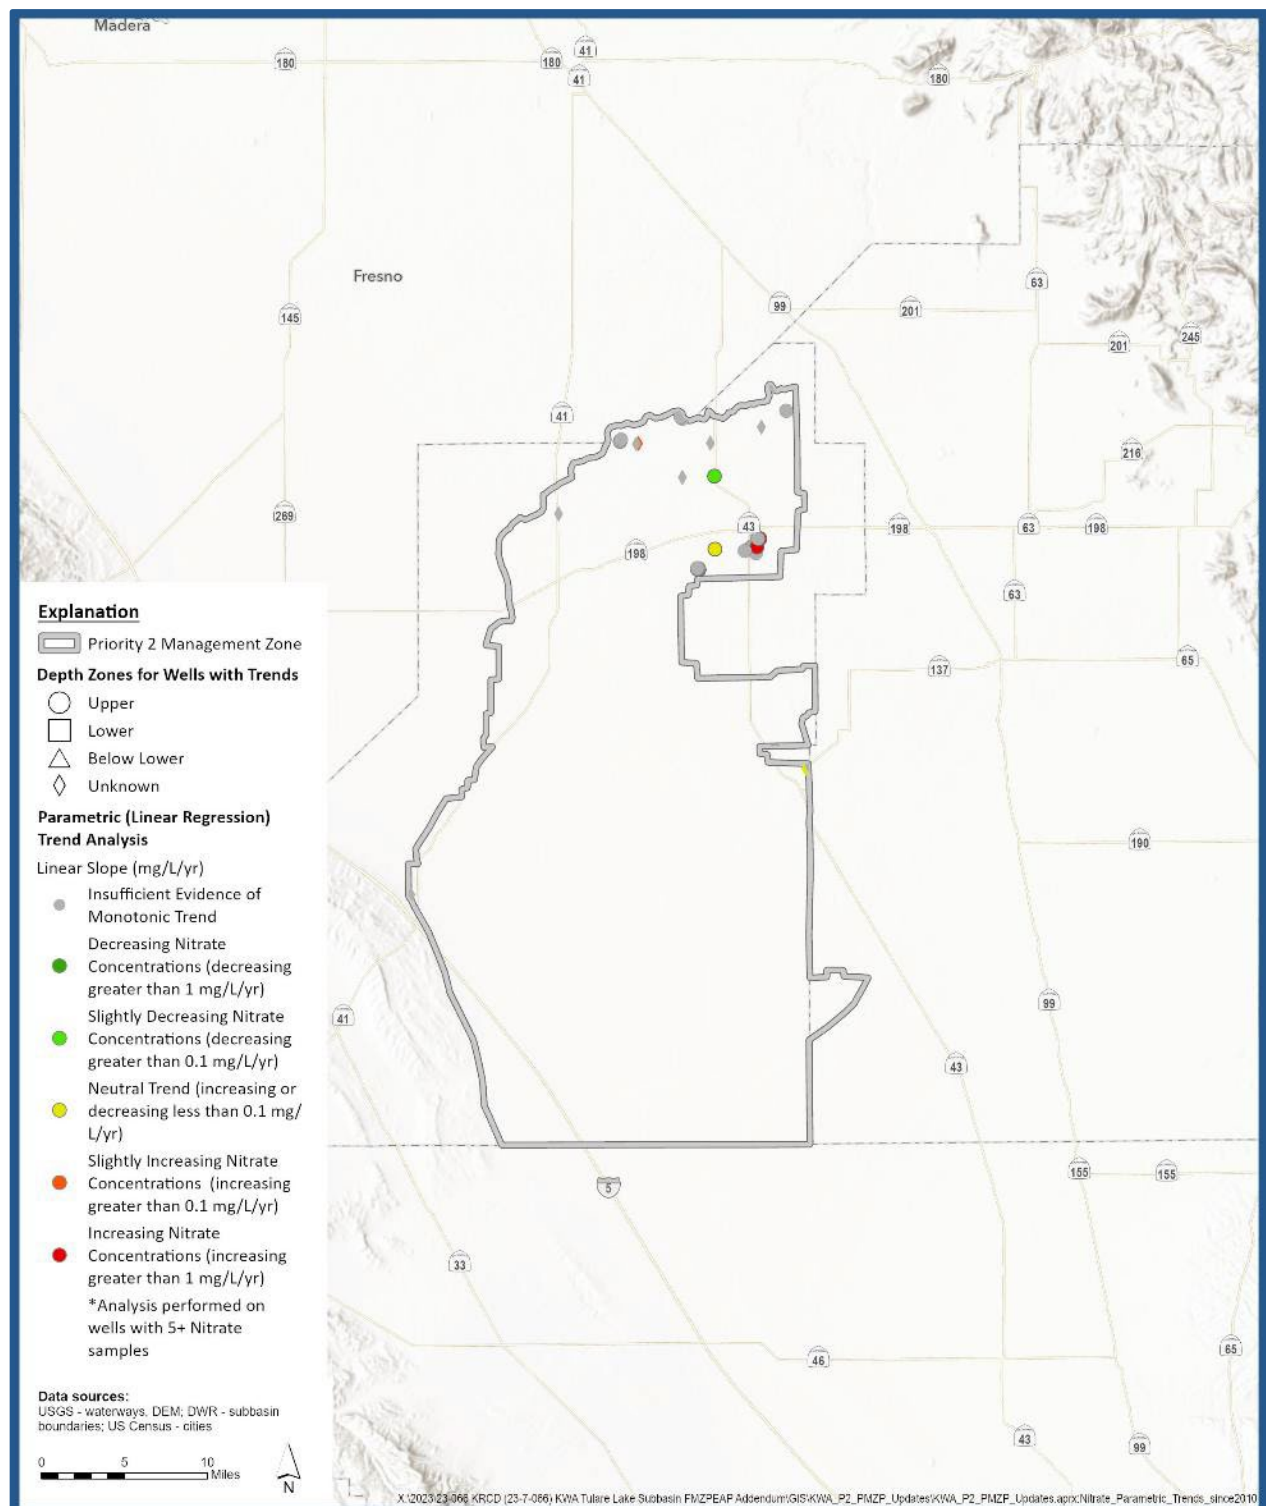 Madera
41
180
180
41
180
Fresno
63
99
201
145
245
201
41
216
269
43
198
63
198
198
63
65
137
190
99
41
43
155
155
5
33
65
46
43
99
Explanation
Priority 2 Management Zone
Depth Zones for Wells with Trends
Upper
Lower
Below Lower
Unknown
Parametric (Linear Regression)
Trend Analysis
Linear Slope (mg/L/yr)
Insufficient Evidence of
Monotonic Trend
Decreasing Nitrate
Concentrations (decreasing
greater than 1 mg/L/yr)
Slightly Decreasing Nitrate
Concentrations (decreasing
greater than 0.1 mg/L/yr)
Neutral Trend (increasing or
decreasing less than 0.1 mg/
L/yr)
Slightly Increasing Nitrate
Concentrations (increasing
greater than 0.1 mg/L/yr)
Increasing Nitrate
Concentrations (increasing
greater than 1 mg/L/yr)
*Analysis performed on
wells with 5+ Nitrate
samples
Data sources:
USGS - waterways, DEM; DWR - subbasin
boundaries; US Census - cities
0 5 10
Miles
N
X:\2023\23-066 KRCD (23-7-066) KWA Tulare Lake Subbasin FMZPEAP Addendum\GIS\KWA_P2_PMZP_Updates\KWA_P2_PMZP_Updates.aprx:Nitrate_Parametric_Trends_since2010